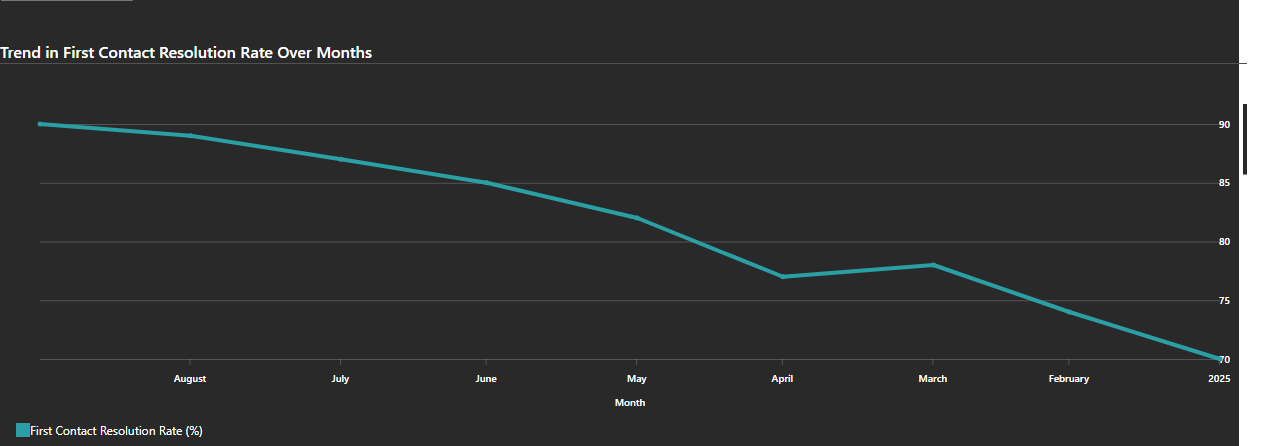 Trend in First Contact Resolution Rate Over Months
90
85
80
75
70
August July June May April March February 2025
Month
First Contact Resolution Rate (%)